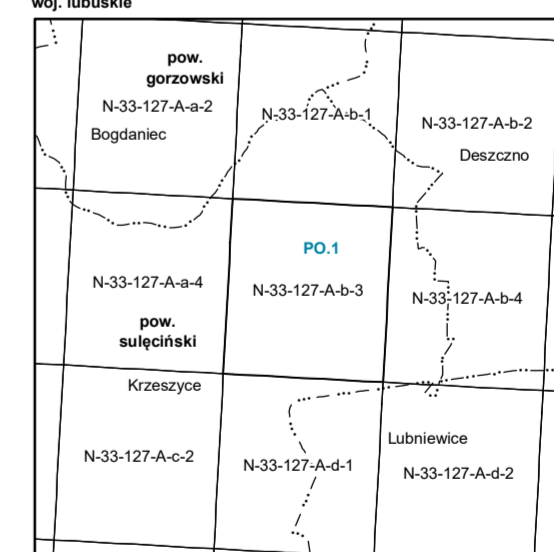 woj. lubuskie
pow.
gorzowski
N-33-127-A-a-2
Bogdaniec
N-33-127-A-b-1
N-33-127-A-b-2
Deszczno
PO.1
N-33-127-A-a-4
N-33-127-A-b-3
N-33-127-A-b-4
pow.
sulęciński
Krzeszyce
N-33-127-A-c-2
N-33-127-A-d-1
Lubniewice
N-33-127-A-d-2